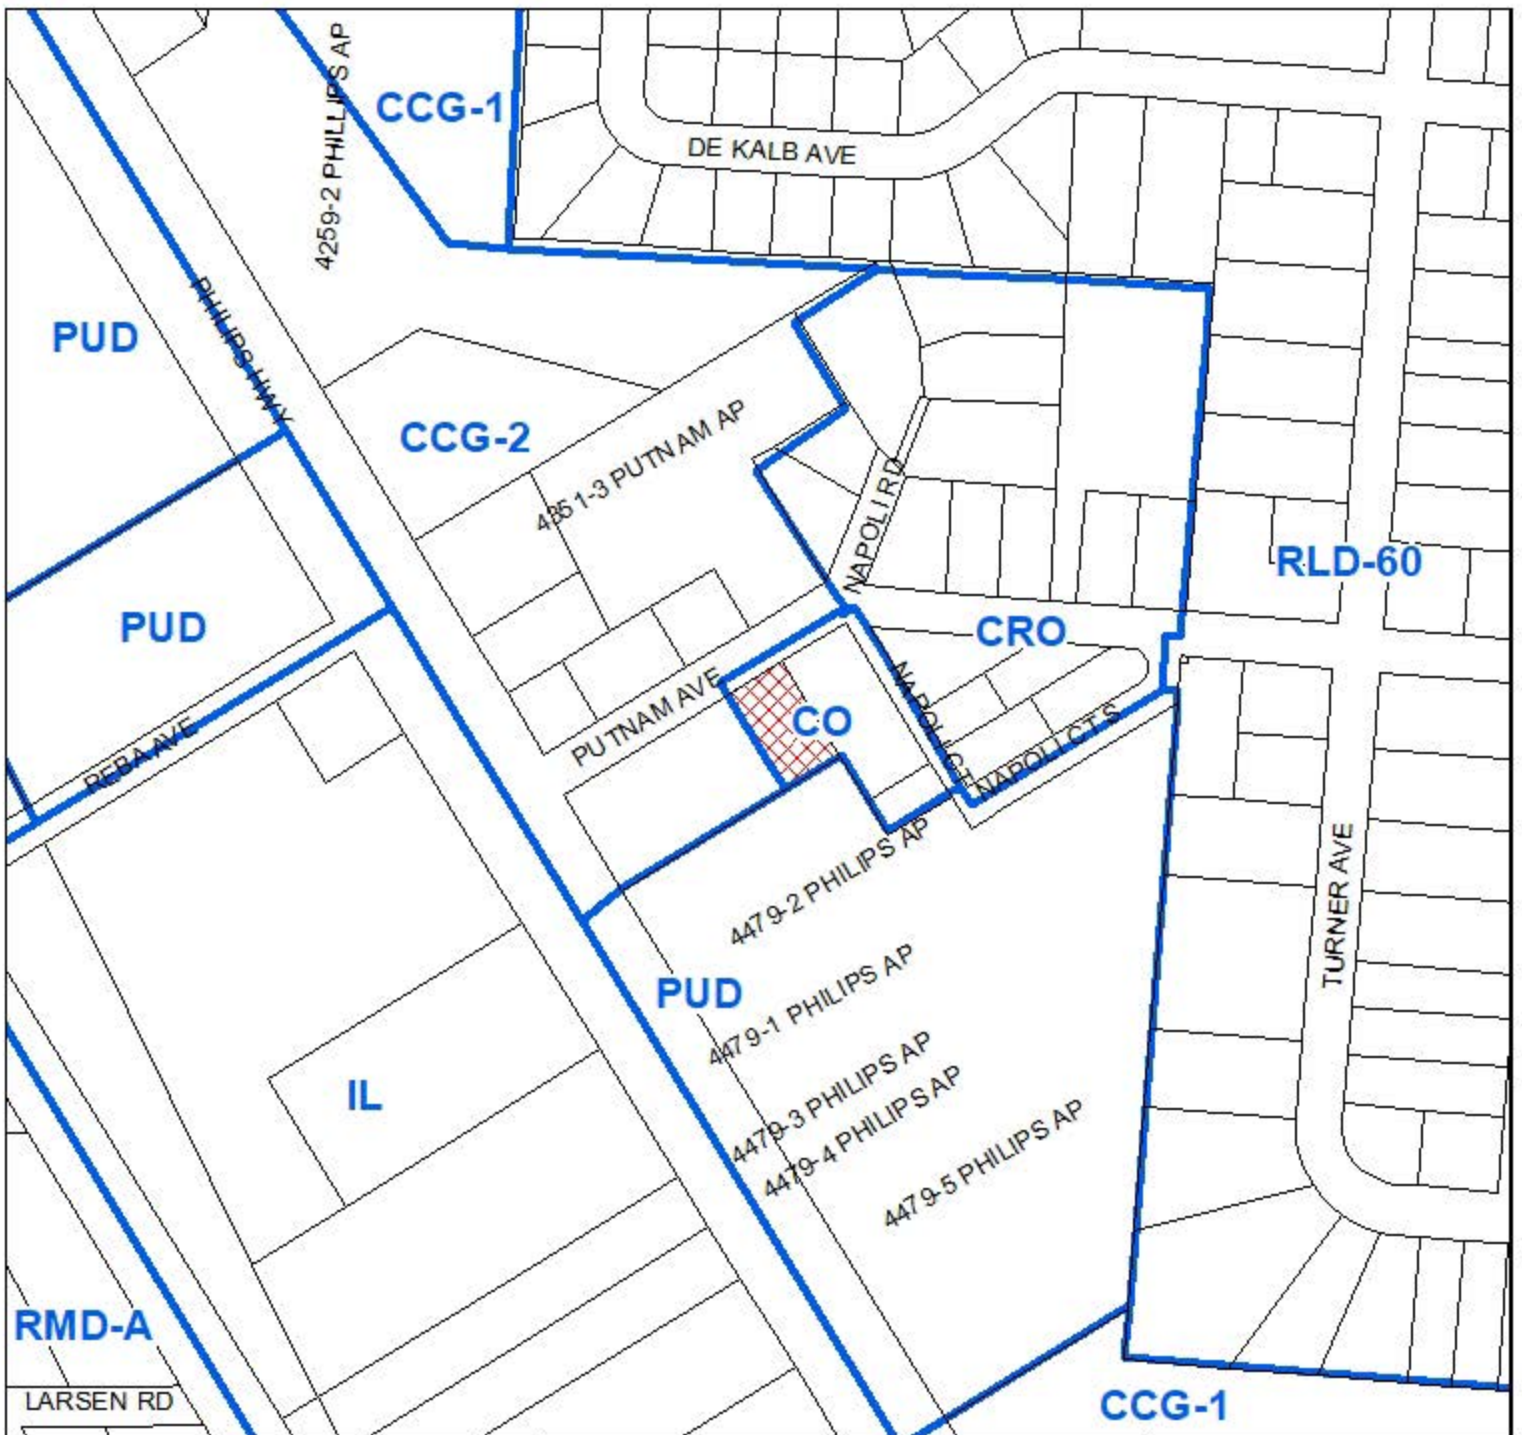 4259-2 PHILLIPS AP
CCG-1
DE KALB AVE
PUD
PHILIPS HWY
CCG-2
4351-3 PUTNAM AP
NAPOLI RD
RLD-60
PUD
CRO
PUTNAM AVE
CO
REBA AVE
NAPOLI CT
NAPOLI CT S
4479-2 PHILIPS AP
TURNER AVE
PUD
4479-1 PHILIPS AP
4479-3 PHILIPS AP
4479-4 PHILIPS AP
IL
4479-5 PHILIPS AP
RMD-A
LARSEN RD
CCG-1